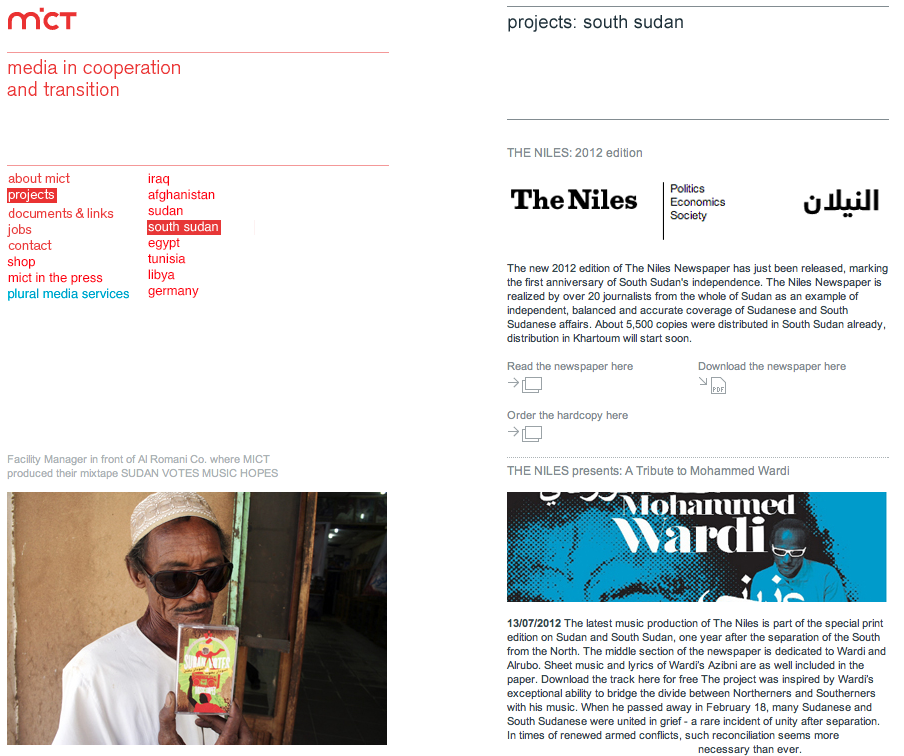 mict
media in cooperation
and transition
about mict
projects
documents & links
jobs
contact
shop
mict in the press
plural media services
iraq
afghanistan
sudan
south sudan
egypt
tunisia
libya
germany
Facility Manager in front of Al Romani Co. where MICT
produced their mixtape SUDAN VOTES MUSIC HOPES
projects: south sudan
THE NILES: 2012 edition
The Niles
Politics
Economics
Society
النيلان
The new 2012 edition of The Niles Newspaper has just been released, marking
the first anniversary of South Sudan's independence. The Niles Newspaper is
realized by over 20 journalists from the whole of Sudan as an example of
independent, balanced and accurate coverage of Sudanese and South
Sudanese affairs. About 5,500 copies were distributed in South Sudan already,
distribution in Khartoum will start soon.
Read the newspaper here
Download the newspaper here
PDF
Order the hardcopy here
THE NILES presents: A Tribute to Mohammed Wardi
Mohammed
Wardi
13/07/2012 The latest music production of The Niles is part of the special print
edition on Sudan and South Sudan, one year after the separation of the South
from the North. The middle section of the newspaper is dedicated to Wardi and
Alrubo. Sheet music and lyrics of Wardi's Azibni are as well included in the
paper. Download the track here for free The project was inspired by Wardi's
exceptional ability to bridge the divide between Northerners and Southerners
with his music. When he passed away in February 18, many Sudanese and
South Sudanese were united in grief - a rare incident of unity after separation.
In times of renewed armed conflicts, such reconciliation seems more
necessary than ever.